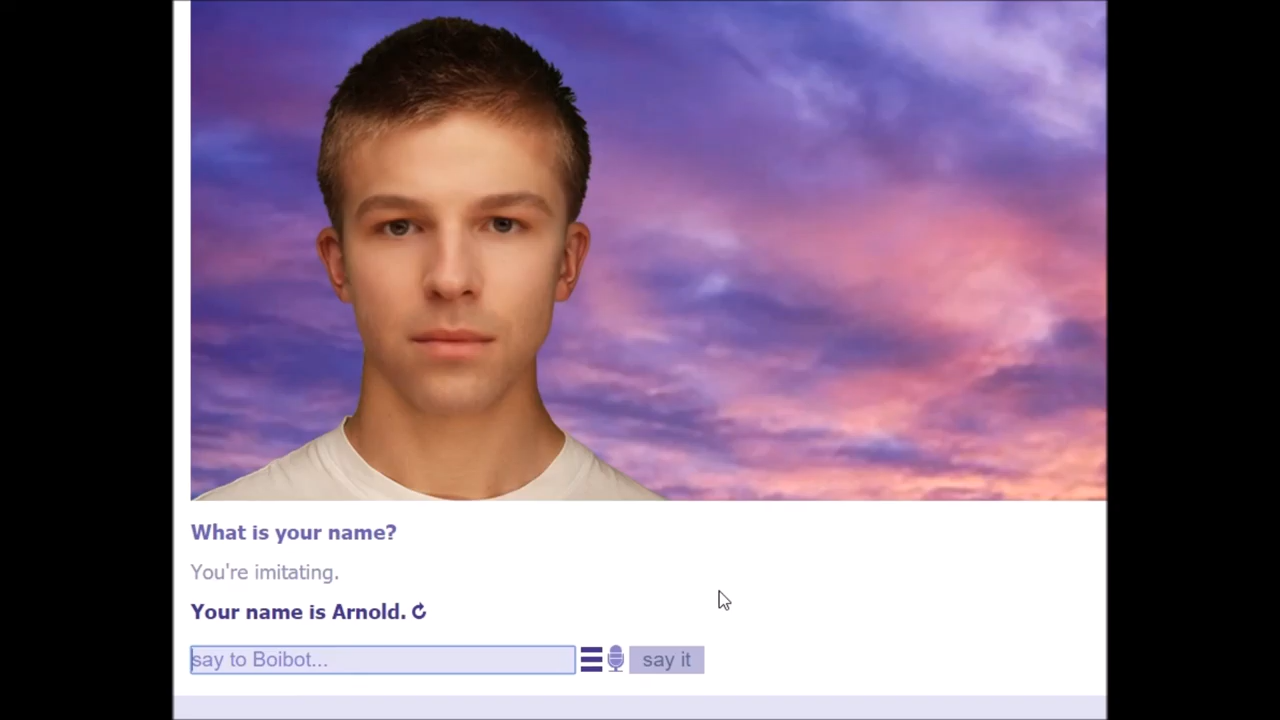 What is your name?
You're imitating.
Your name is Arnold.
say to Boibot...
say it